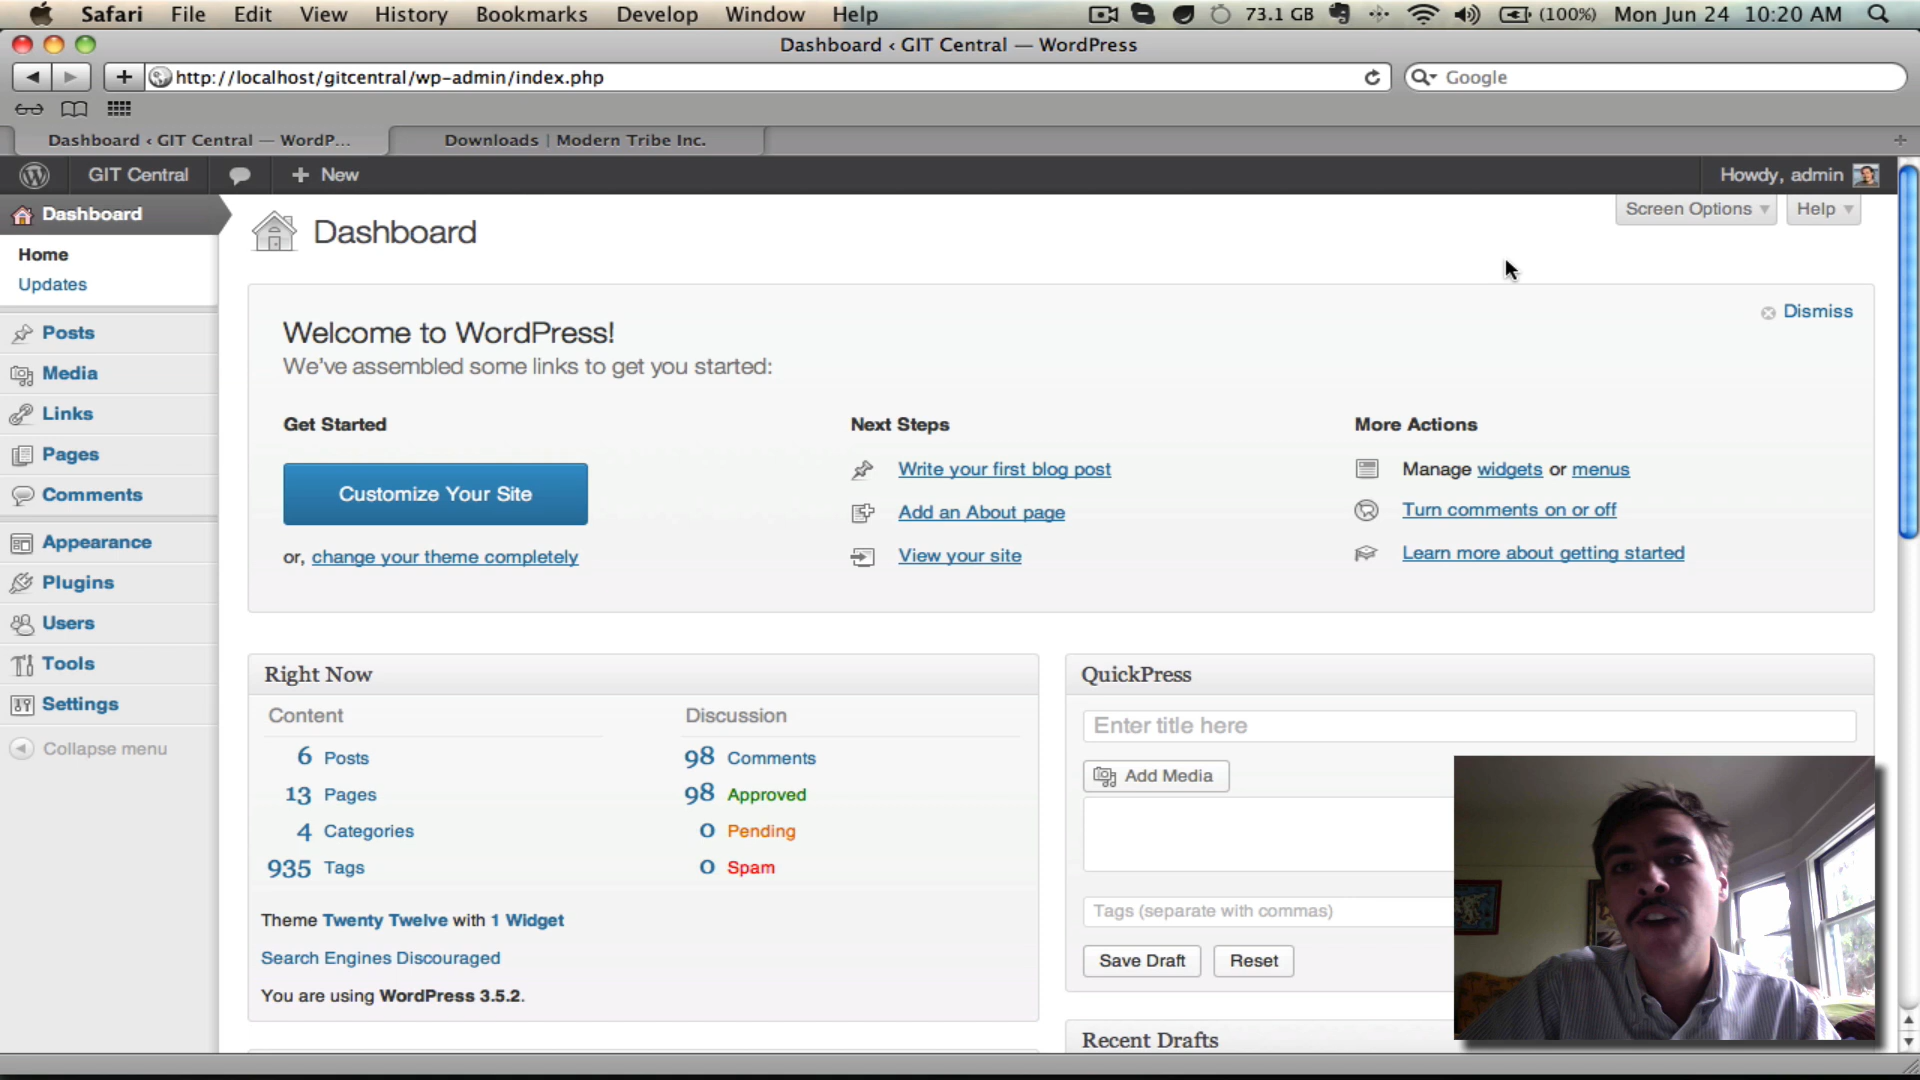 Safari File Edit View History Bookmarks Develop Window Help 73.1 GB (100%) Mon Jun 24 10:20 AM
Dashboard ‹ GIT Central — WordPress
http://localhost/gitcentral/wp-admin/index.php Google
Dashboard ‹ GIT Central — WordP... Downloads | Modern Tribe Inc.
GIT Central + New Howdy, admin
Screen Options Help
Dashboard
Home
Updates
Posts
Media
Links
Pages
Comments
Appearance
Plugins
Users
Tools
Settings
Collapse menu
Dashboard
Dismiss
Welcome to WordPress!
We've assembled some links to get you started:
Get Started
Customize Your Site
or, change your theme completely
Next Steps
Write your first blog post
Add an About page
View your site
More Actions
Manage widgets or menus
Turn comments on or off
Learn more about getting started
Right Now
Content
6 Posts
13 Pages
4 Categories
935 Tags
Discussion
98 Comments
98 Approved
0 Pending
0 Spam
Theme Twenty Twelve with 1 Widget
Search Engines Discouraged
You are using WordPress 3.5.2.
QuickPress
Enter title here
Add Media
Tags (separate with commas)
Save Draft Reset
Recent Drafts